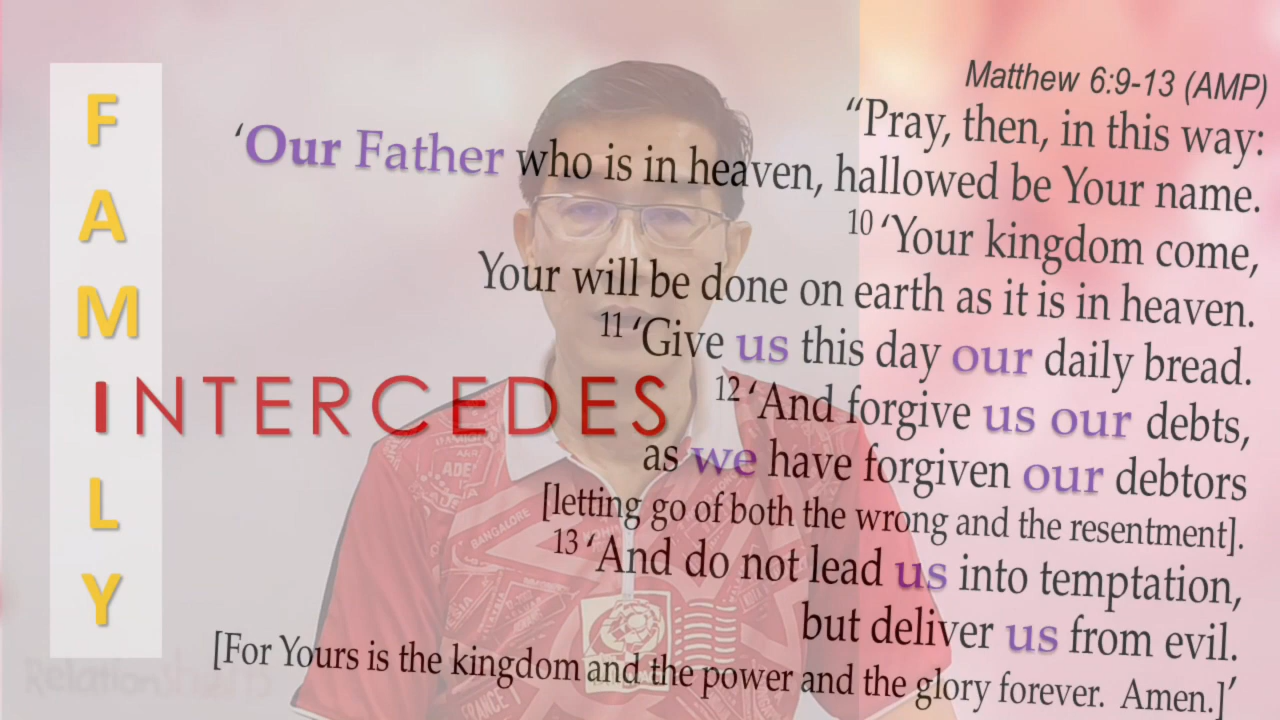 FAMILY
INTERCEDES
Matthew 6:9-13 (AMP)
“Pray, then, in this way:
‘Our Father who is in heaven, hallowed be Your name.
10 ‘Your kingdom come,
Your will be done on earth as it is in heaven.
11 ‘Give us this day our daily bread.
12 ‘And forgive us our debts,
as we have forgiven our debtors
[letting go of both the wrong and the resentment].
13 ‘And do not lead us into temptation,
but deliver us from evil.
[For Yours is the kingdom and the power and the glory forever. Amen.]’
BANGALORE
ADE
FRANCE